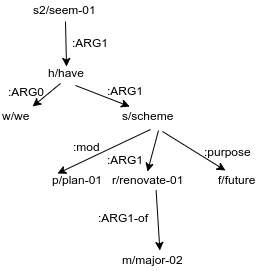 s2/seem-01
:ARG1
h/have
:ARG0 :ARG1
w/we s/scheme
:mod :ARG1 :purpose
p/plan-01 r/renovate-01 f/future
:ARG1-of
m/major-02